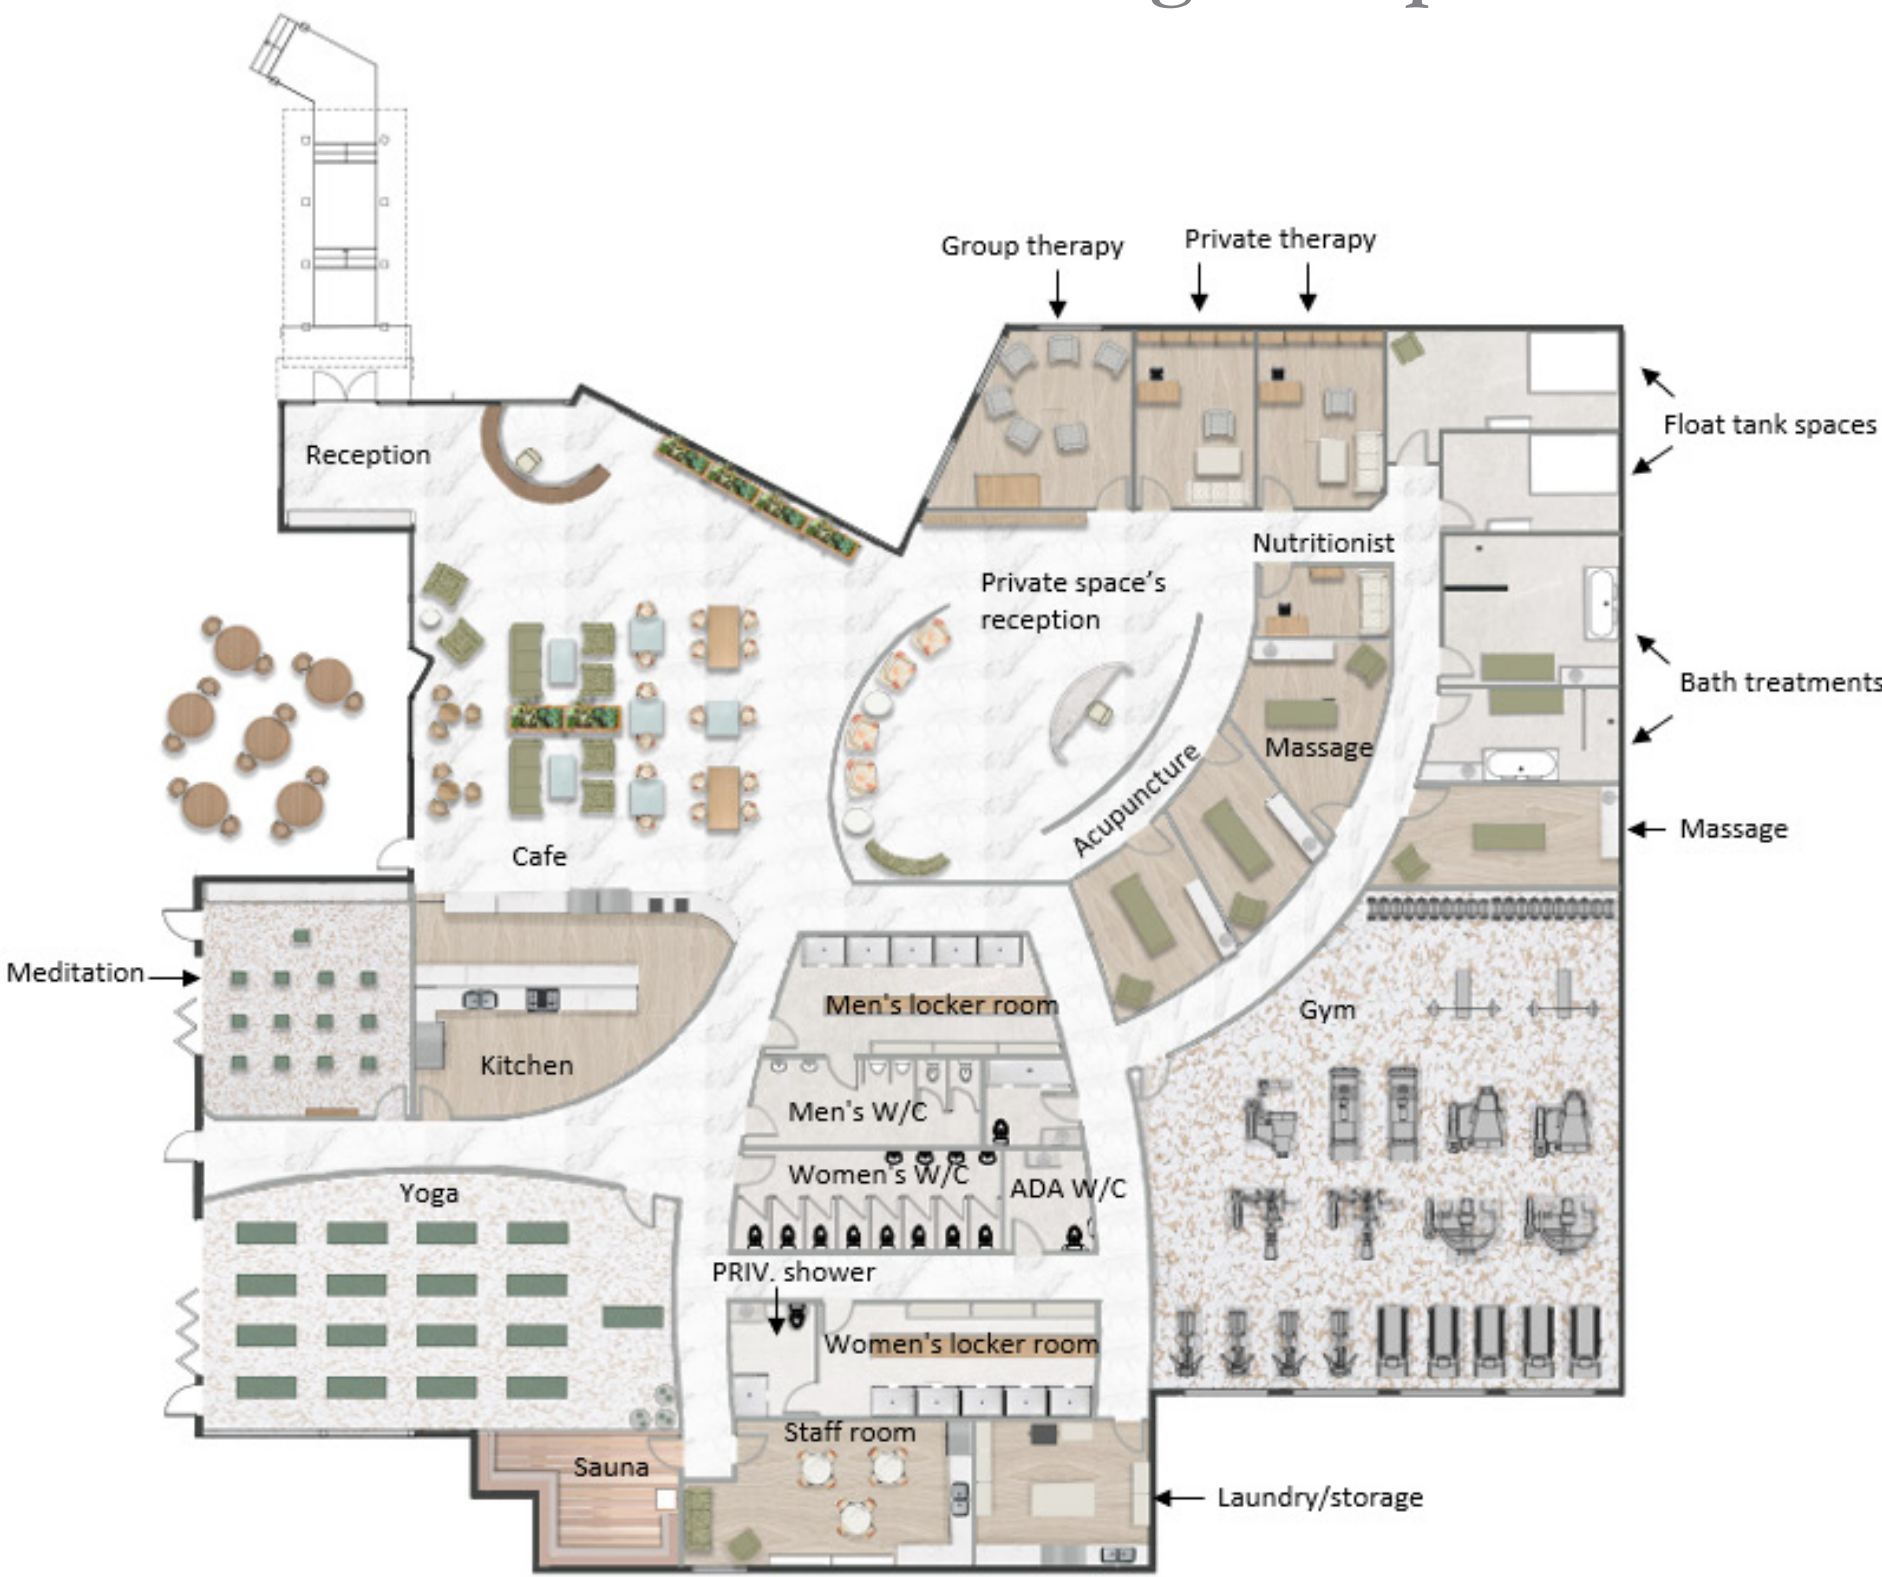 Group therapy
Private therapy
Float tank spaces
Reception
Nutritionist
Private space's
reception
Bath treatments
Massage
Acupuncture
Massage
Cafe
Meditation
Men's locker room
Gym
Kitchen
Men's W/C
Women's W/C
ADA W/C
Yoga
PRIV. shower
Women's locker room
Staff room
Sauna
Laundry/storage